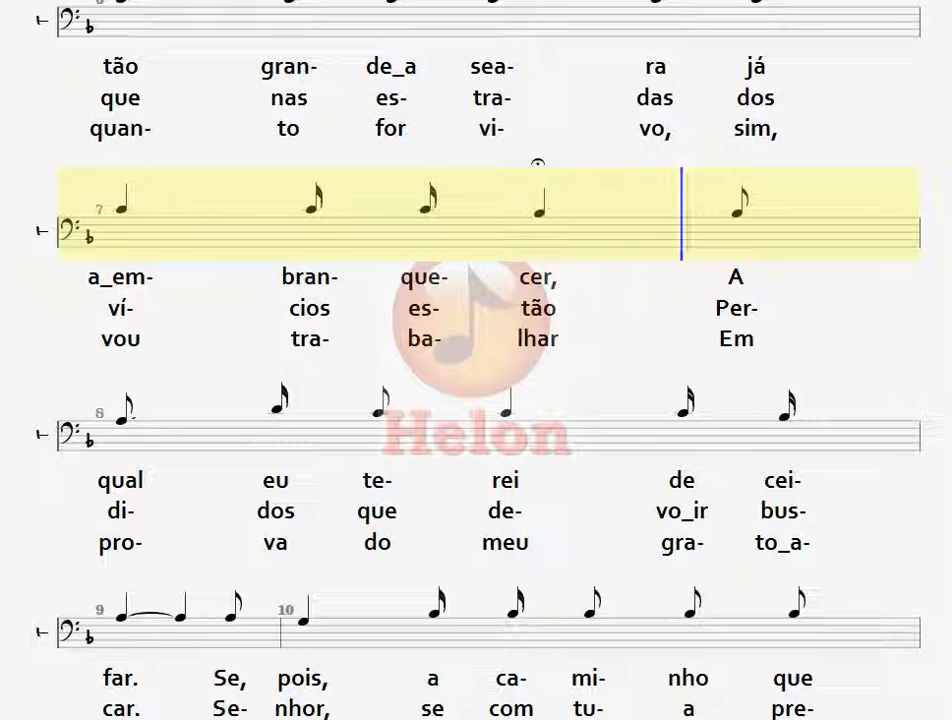 tão gran- de_a sea- ra já
que nas es- tra- das dos
quan- to for vi- vo, sim,
7
T
a_em- bran- que- cer, A
ví- cios es- tão Per-
vou tra- ba- lhar Em
8
T
Helon
qual eu te- rei de cei-
di- dos que de- vo_ir bus-
pro- va do meu gra- to_a-
9 10
T
far. Se, pois, a ca- mi- nho que
car. Se- nhor, se com tu- a pre-